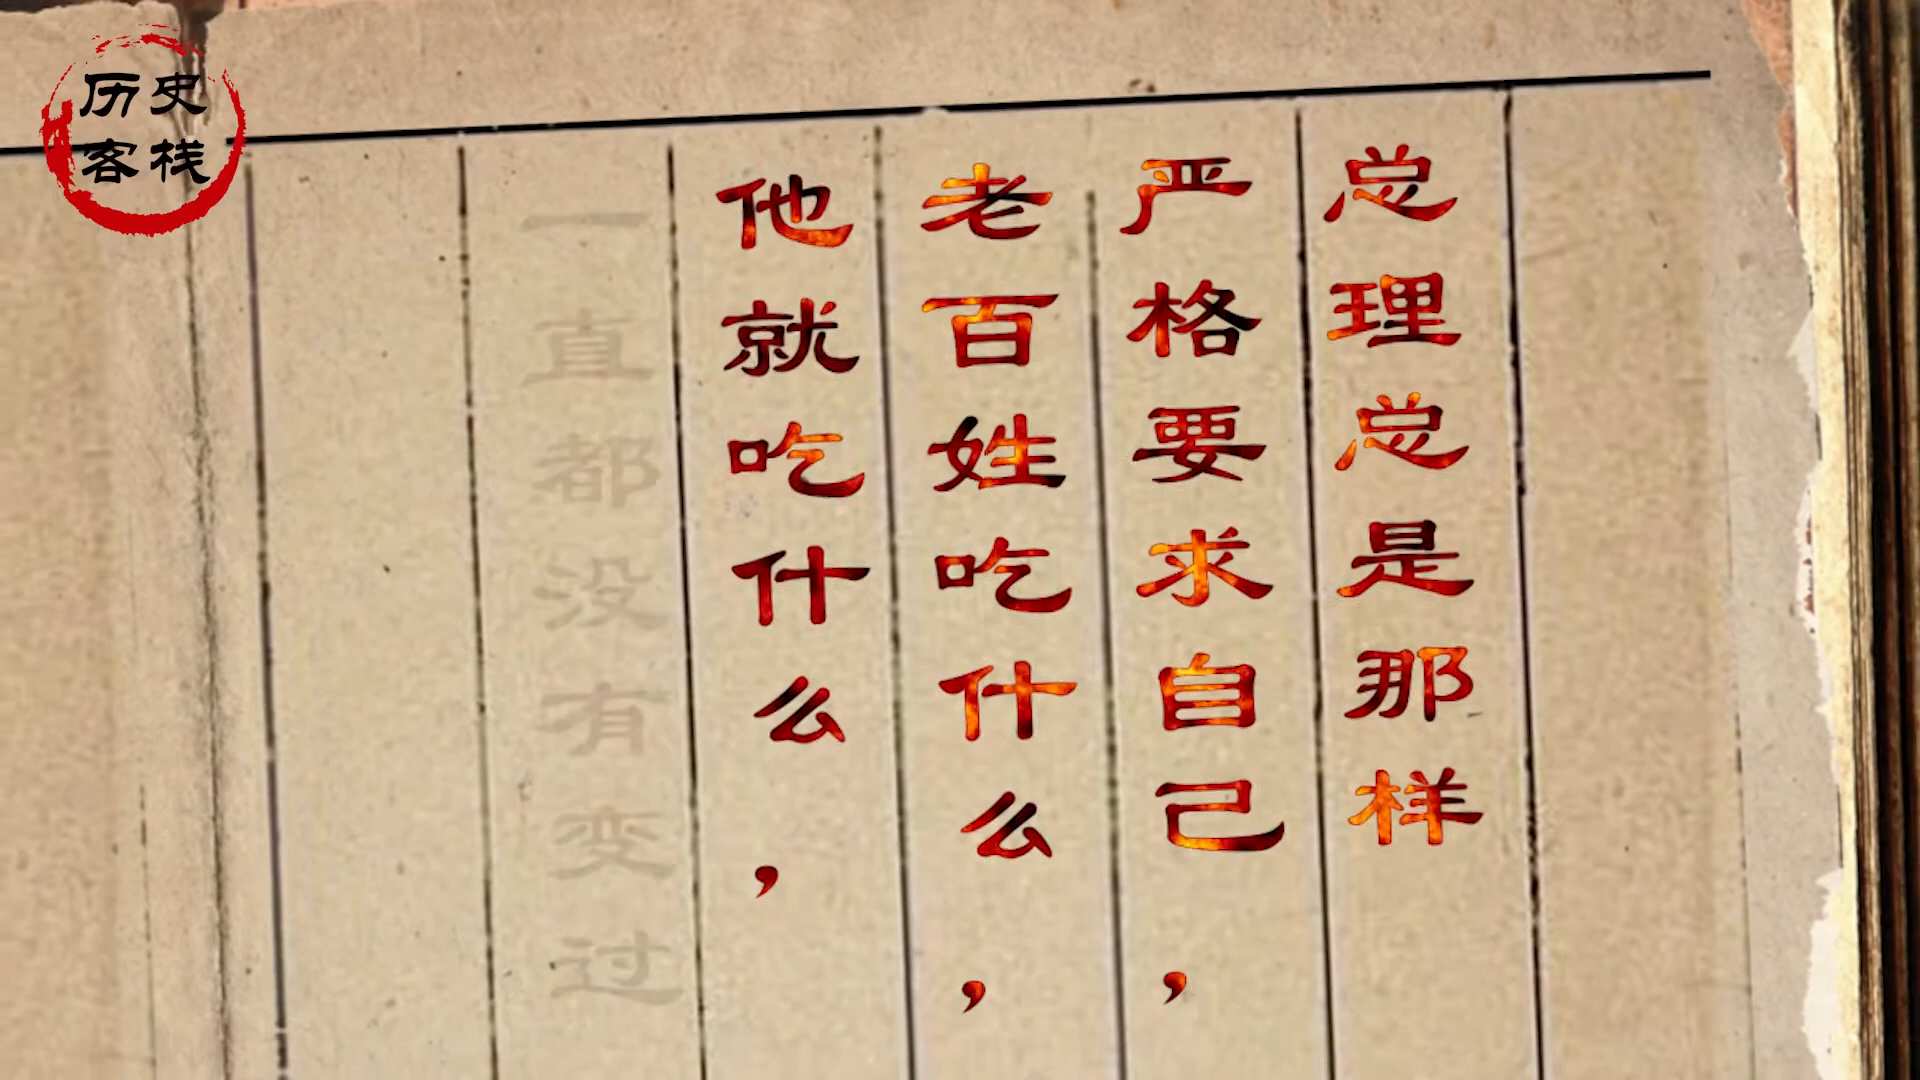 历史
客栈
总理总是那样
严格要求自己，
老百姓吃什么，
他就吃什么，
一直都没有变过